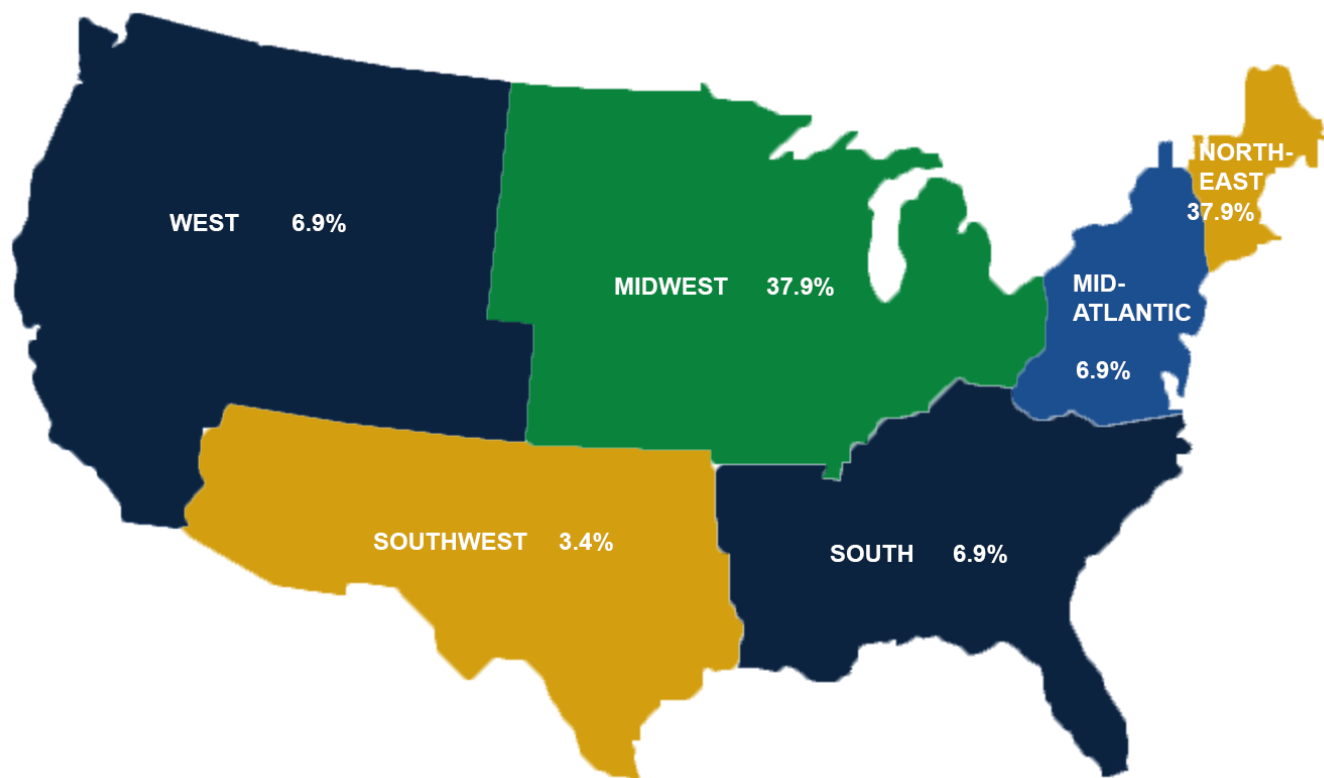 NORTH-
EAST
37.9%
WEST 6.9%
MIDWEST 37.9%
MID-
ATLANTIC
6.9%
SOUTHWEST 3.4%
SOUTH 6.9%